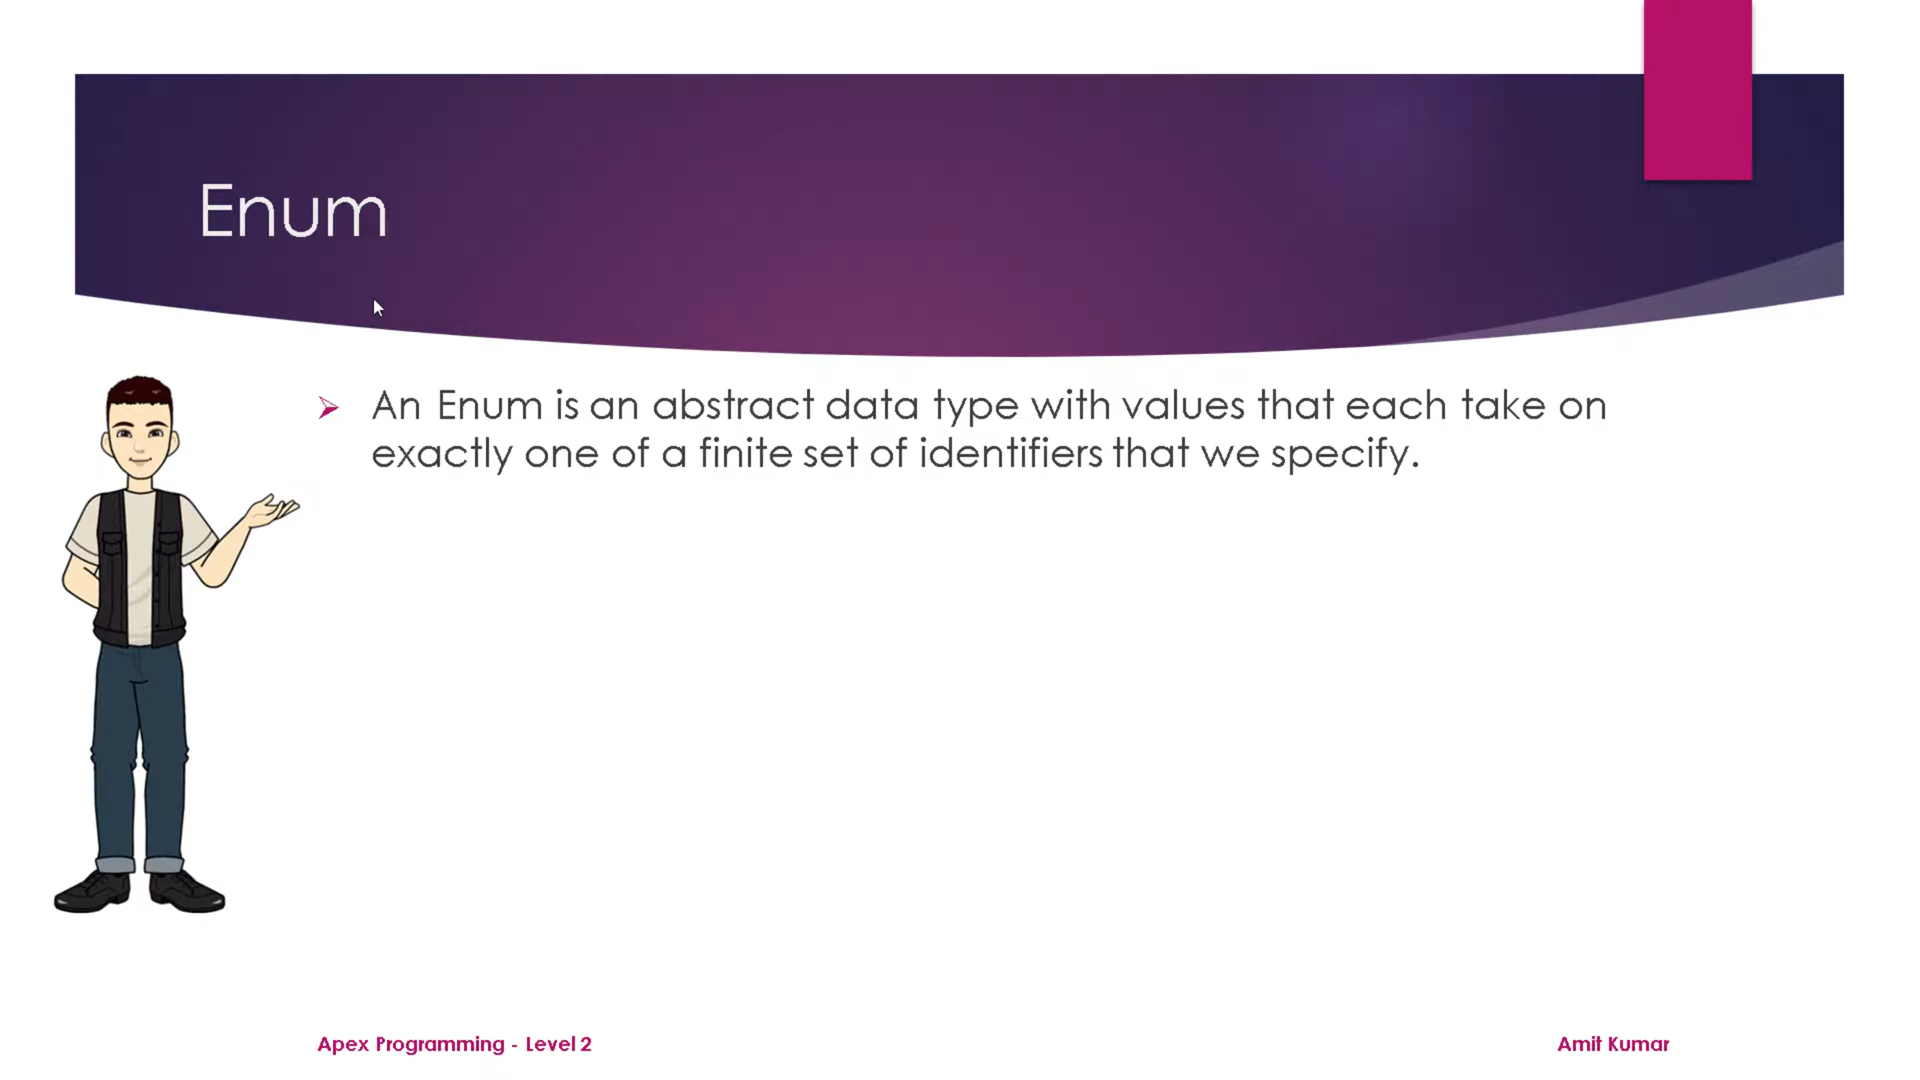 Enum
An Enum is an abstract data type with values that each take on
exactly one of a finite set of identifiers that we specify.
Apex Programming - Level 2
Amit Kumar